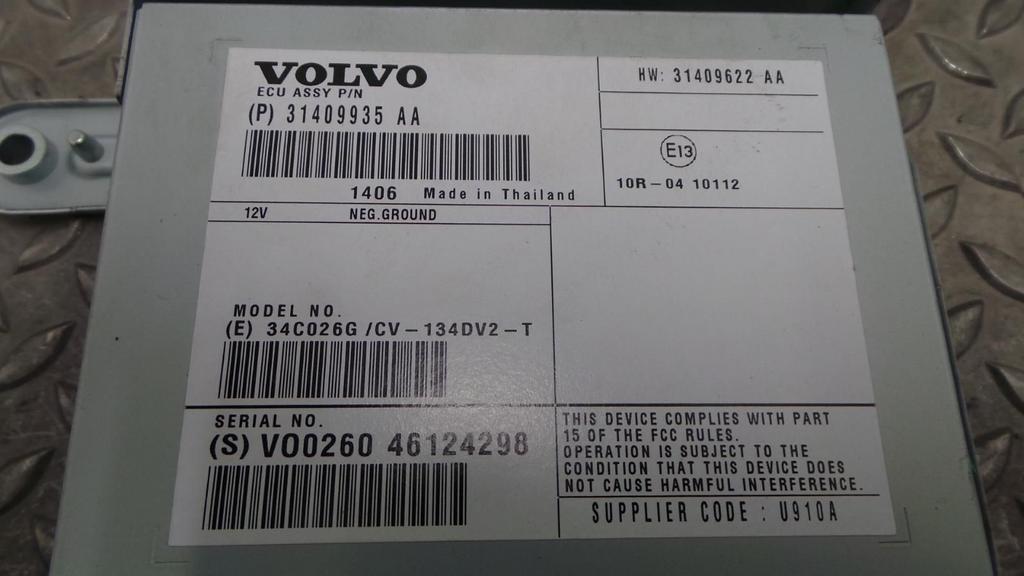 VOLVO
ECU ASSY P/N
(P) 31409935 AA
1406 Made in Thailand
HW: 31409622 AA
E13
10R-04 10112
12V NEG.GROUND
MODEL NO.
(E) 34C026G /CV-134DV2-T
SERIAL NO.
(S) VO0260 46124298
THIS DEVICE COMPLIES WITH PART
15 OF THE FCC RULES.
OPERATION IS SUBJECT TO THE
CONDITION THAT THIS DEVICE DOES
NOT CAUSE HARMFUL INTERFERENCE.
SUPPLIER CODE : U910A